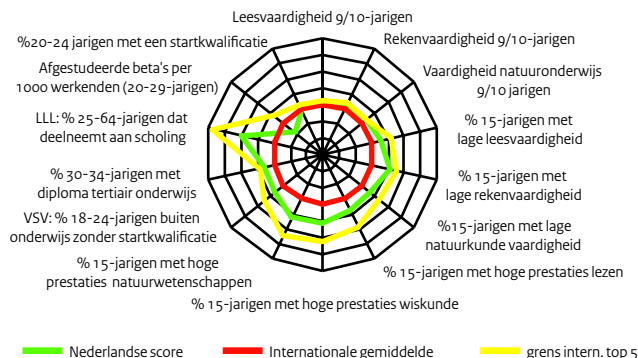 Leesvaardigheid 9/10-jarigen
Rekenvaardigheid 9/10-jarigen
Vaardigheid natuuronderwijs
9/10 jarigen
% 15-jarigen met
lage leesvaardigheid
% 15-jarigen met
lage rekenvaardigheid
%15-jarigen met lage
natuurkunde vaardigheid
% 15-jarigen met hoge prestaties lezen
% 15-jarigen met hoge prestaties wiskunde
% 15-jarigen met hoge
prestaties natuurwetenschappen
VSV: % 18-24-jarigen buiten
onderwijs zonder startkwalificatie
% 30-34-jarigen met
diploma tertiair onderwijs
LLL: % 25-64-jarigen dat
deelneemt aan scholing
Afgestudeerde beta's per
1000 werkenden (20-29-jarigen)
%20-24 jarigen met een startkwalificatie
Nederlandse score
Internationale gemiddelde
grens intern. top 5